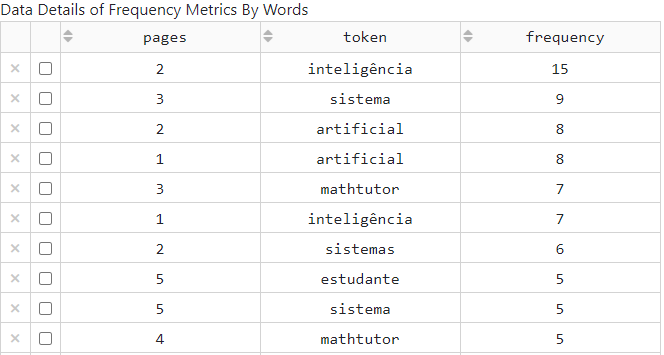 Data Details of Frequency Metrics By Words
pages token frequency
2 inteligência 15
3 sistema 9
2 artificial 8
1 artificial 8
3 mathtutor 7
1 inteligência 7
2 sistemas 6
5 estudante 5
5 sistema 5
4 mathtutor 5